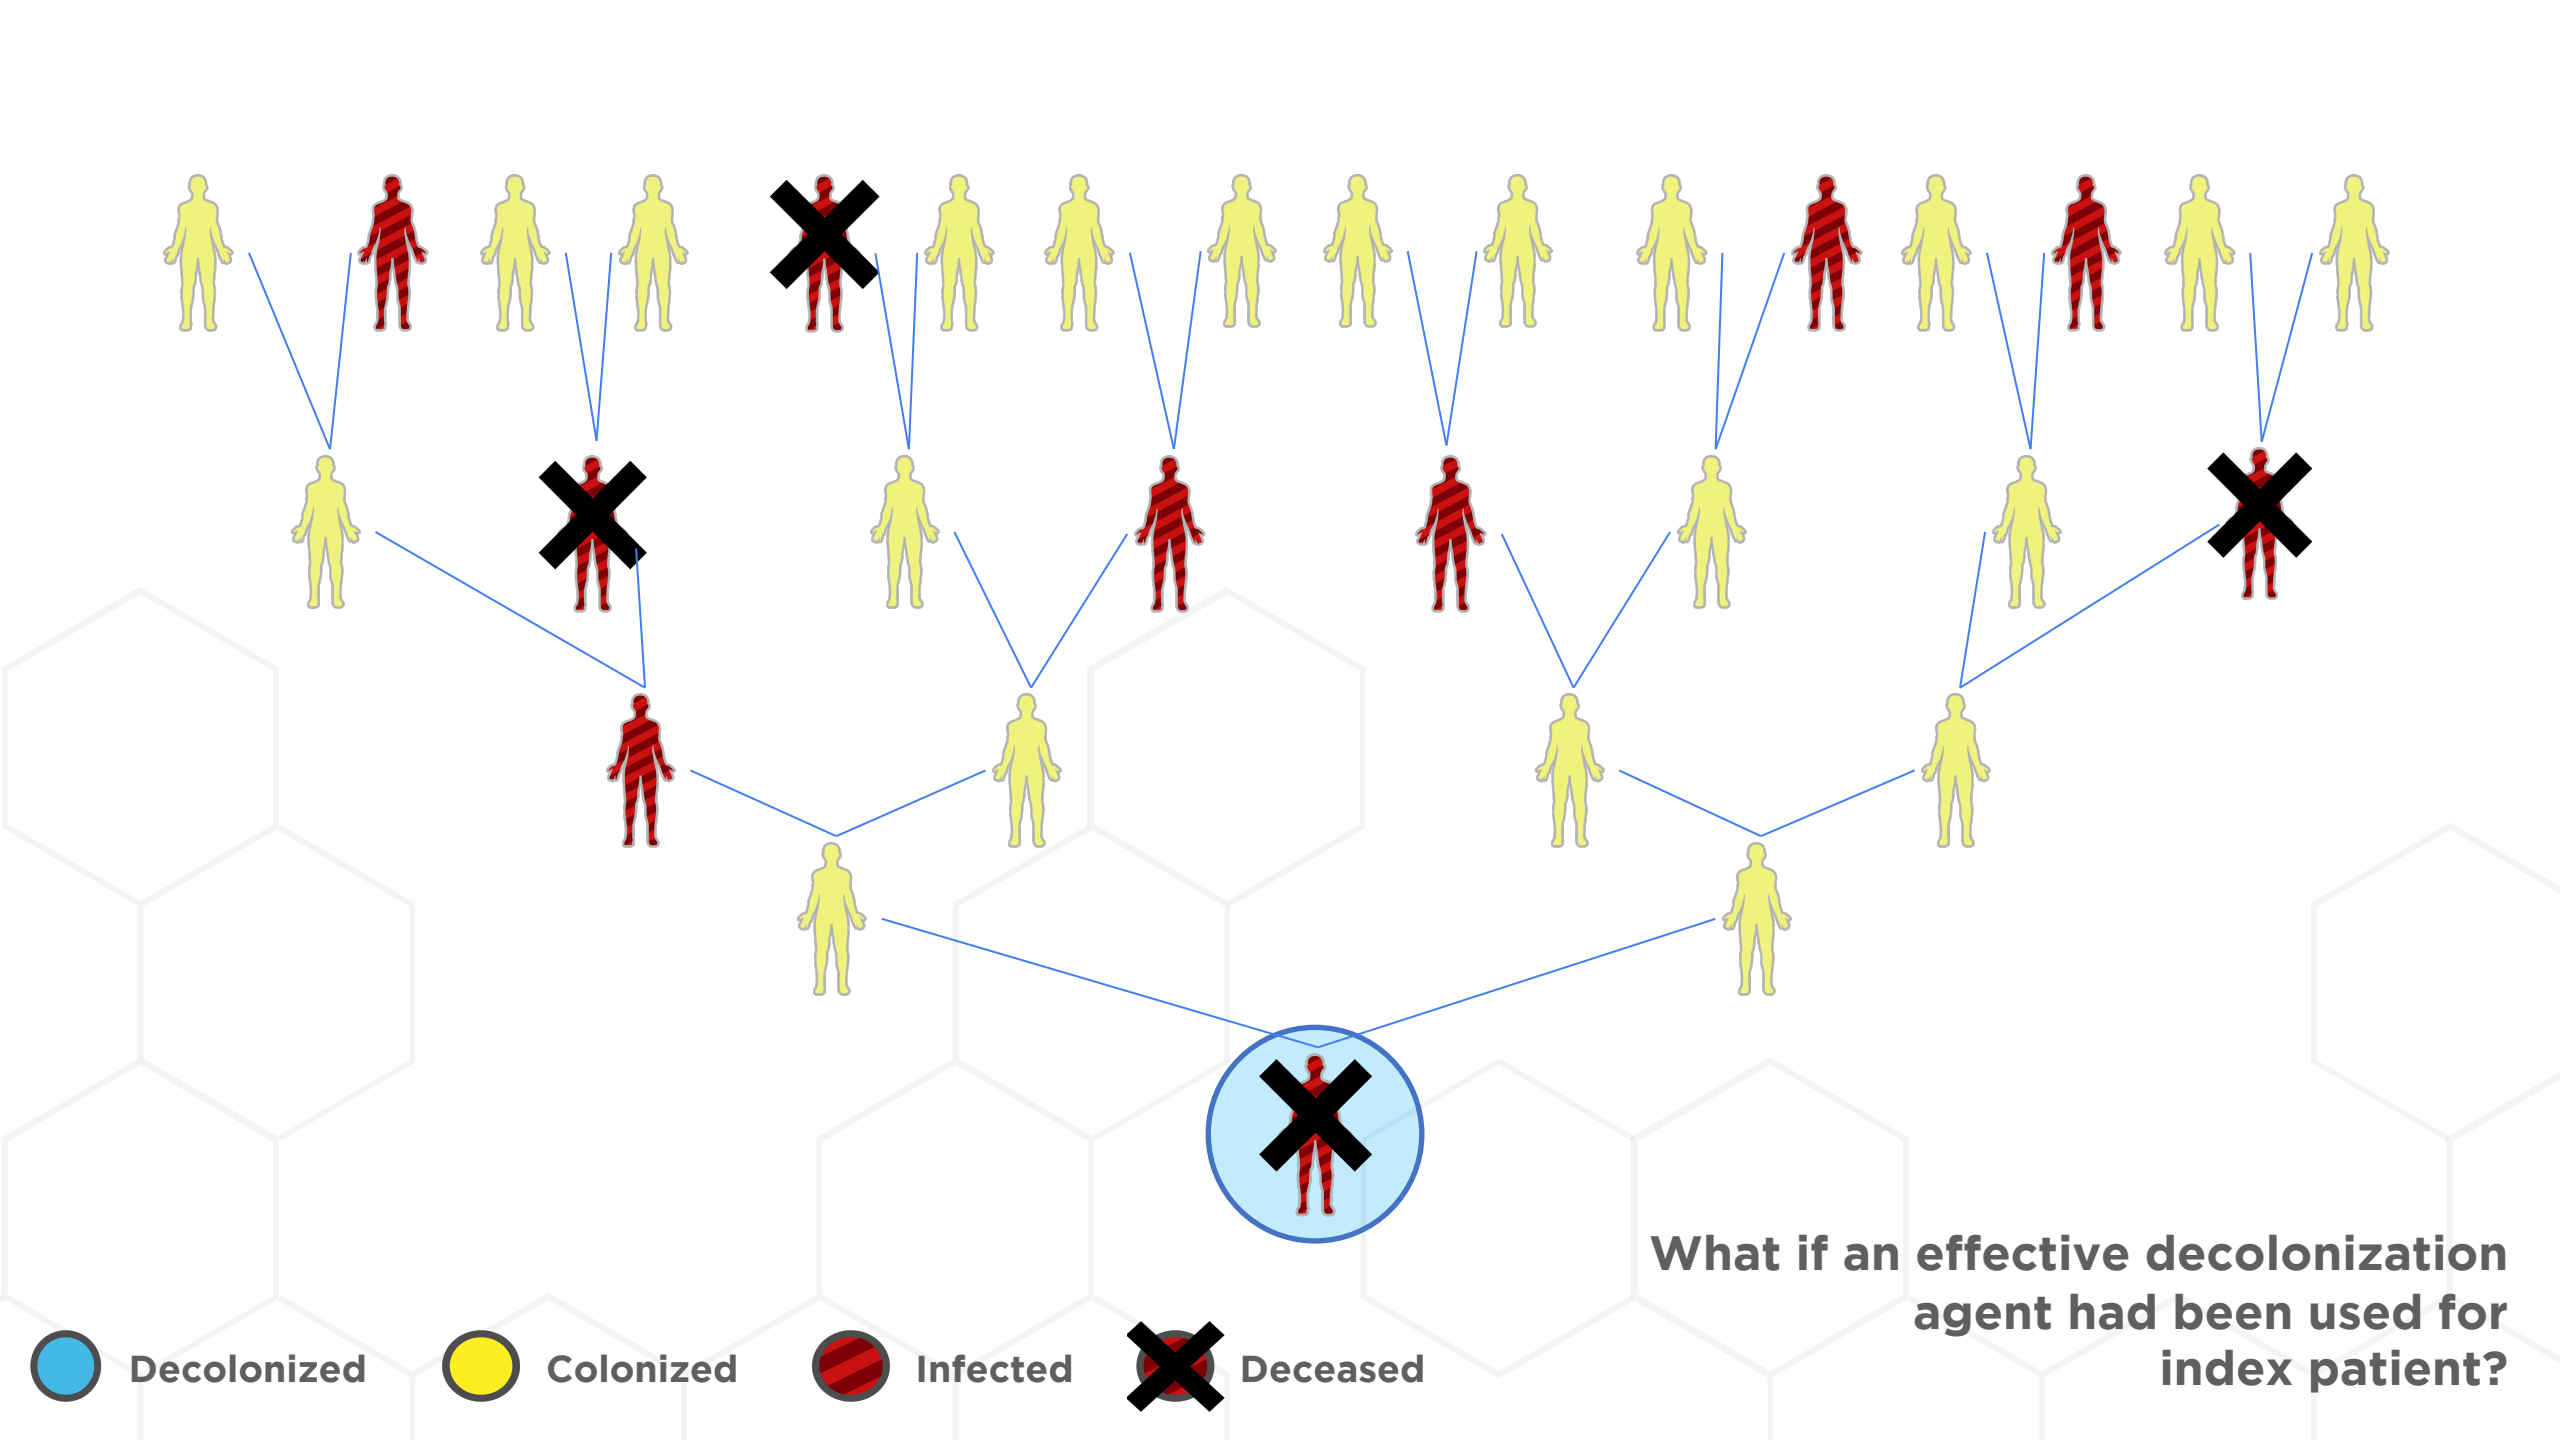 What if an effective decolonization
agent had been used for
index patient?
Decolonized
Colonized
Infected
Deceased